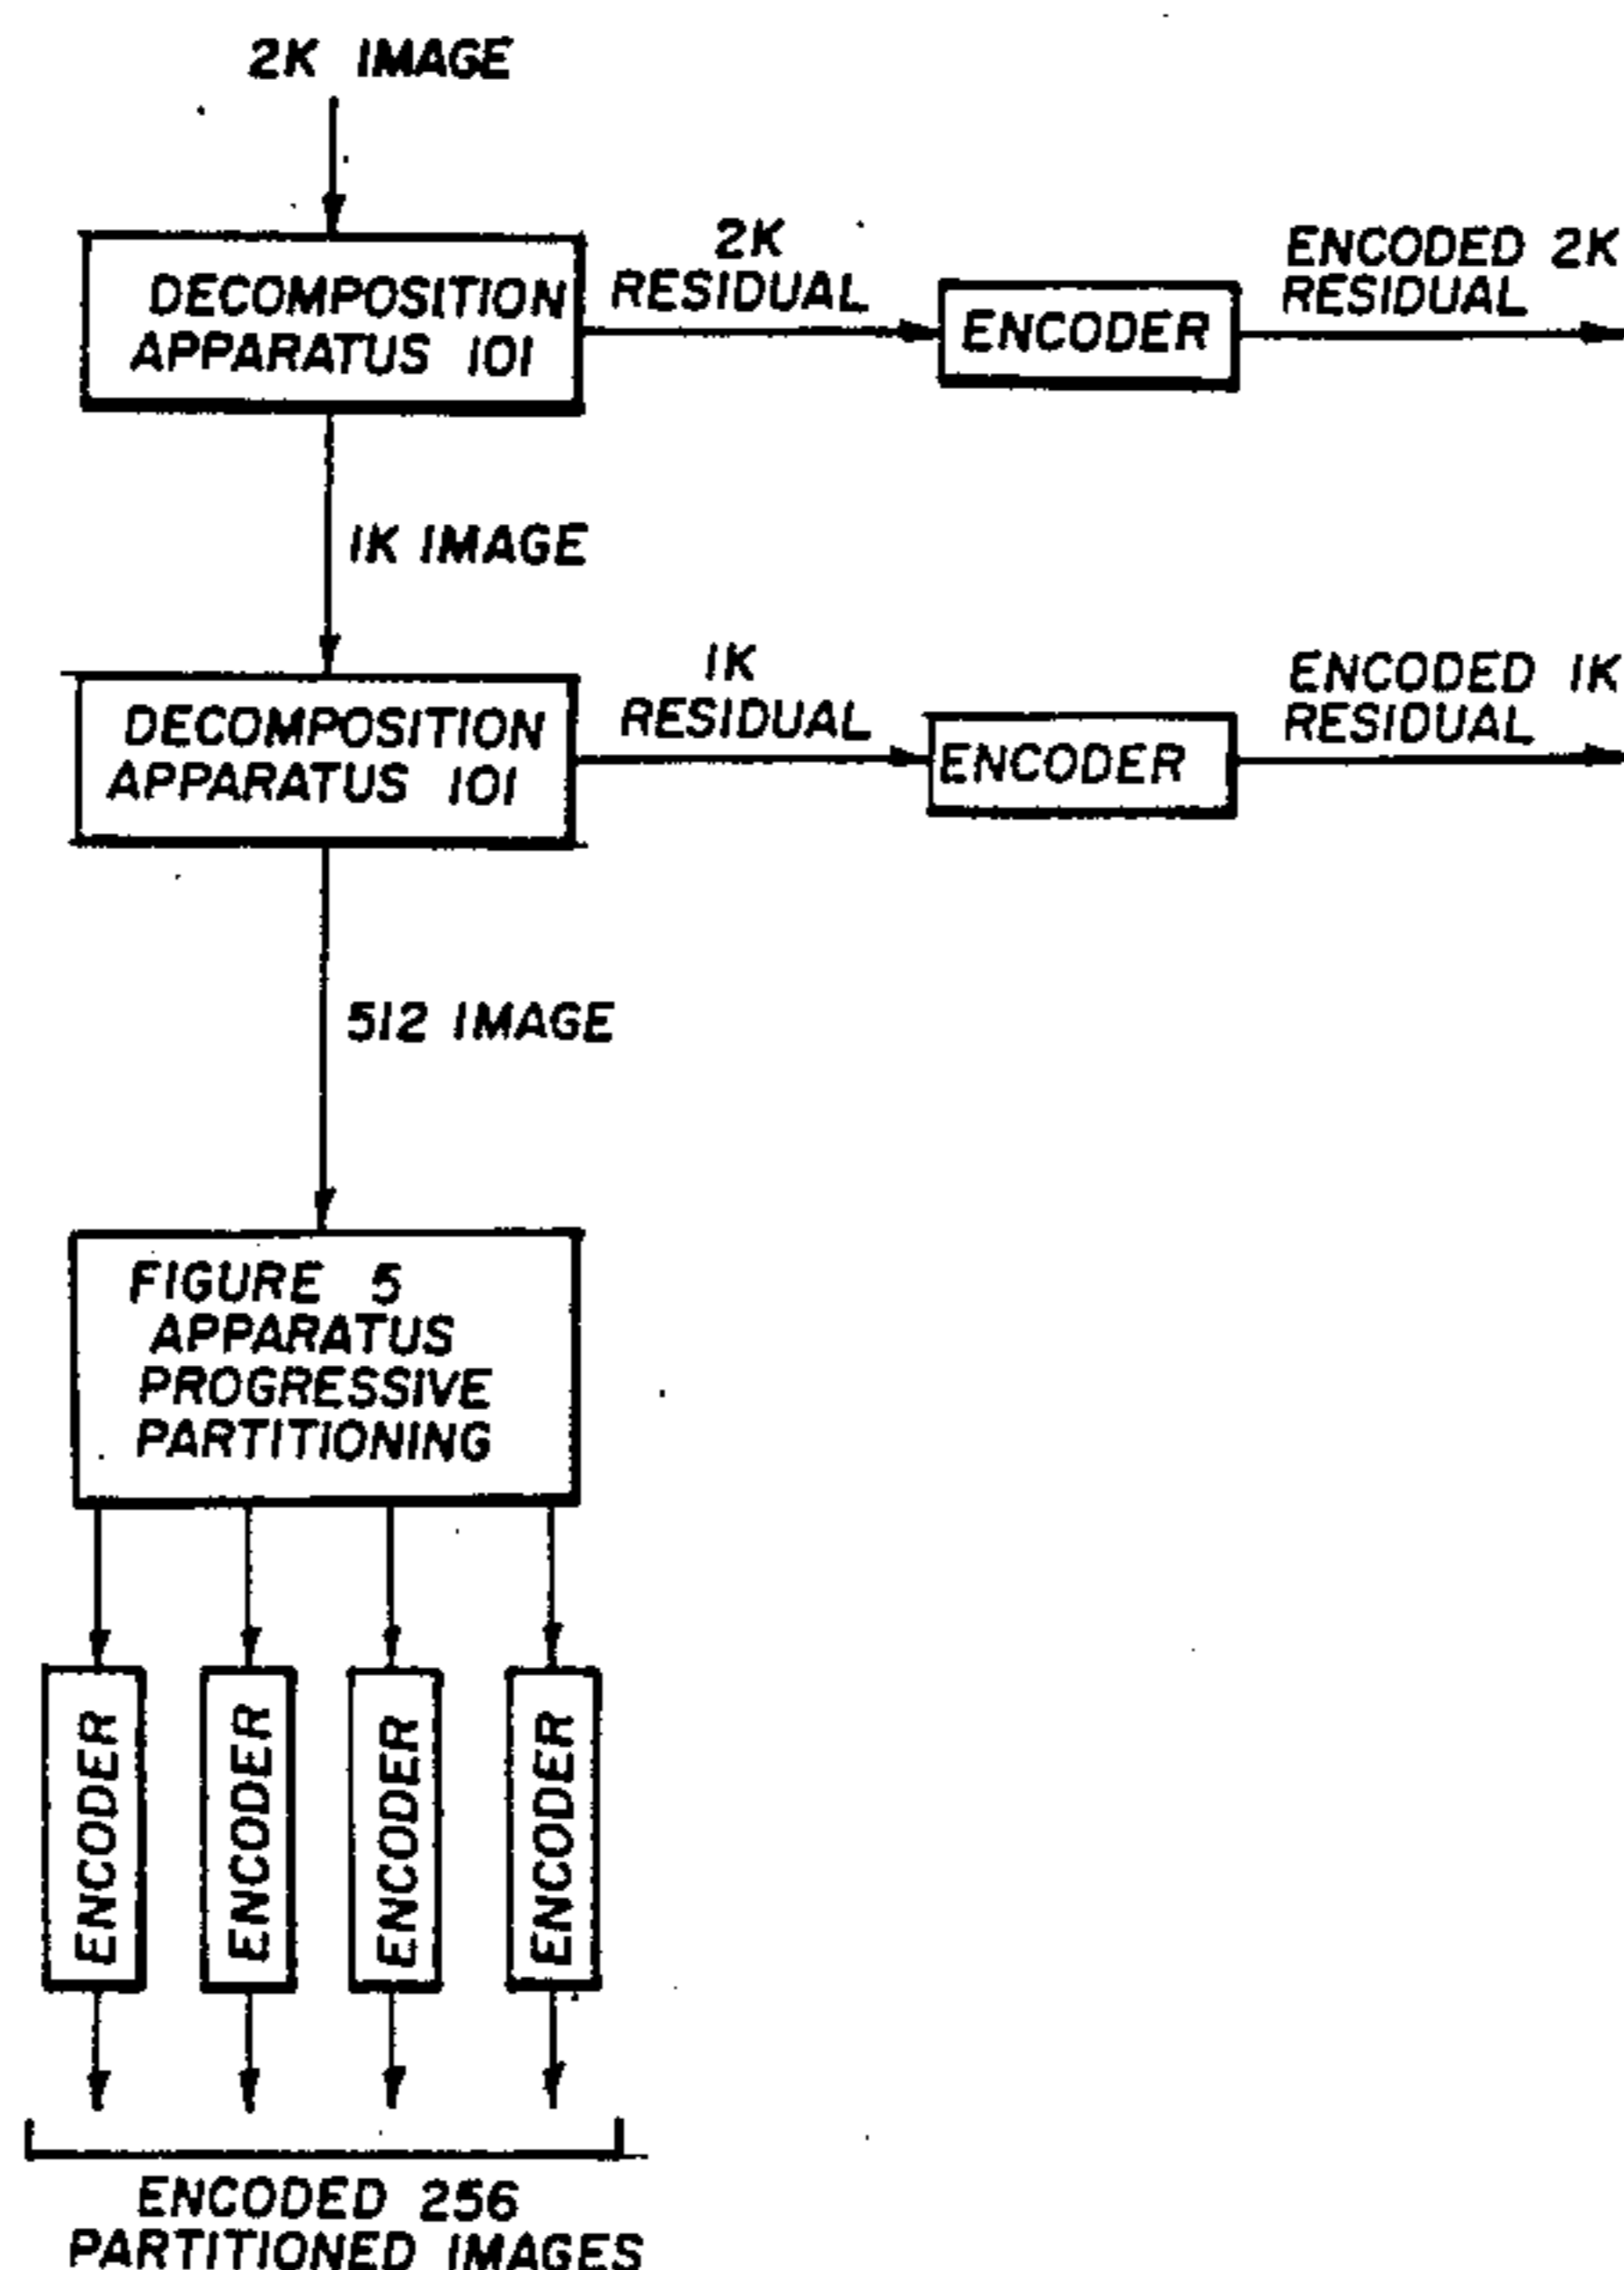 2K IMAGE
DECOMPOSITION
APPARATUS 101
2K
RESIDUAL
ENCODER
ENCODED 2K
RESIDUAL
1K IMAGE
DECOMPOSITION
APPARATUS 101
1K
RESIDUAL
ENCODER
ENCODED 1K
RESIDUAL
512 IMAGE
FIGURE 5
APPARATUS
PROGRESSIVE
PARTITIONING
ENCODER
ENCODER
ENCODER
ENCODER
ENCODED 256
PARTITIONED IMAGES